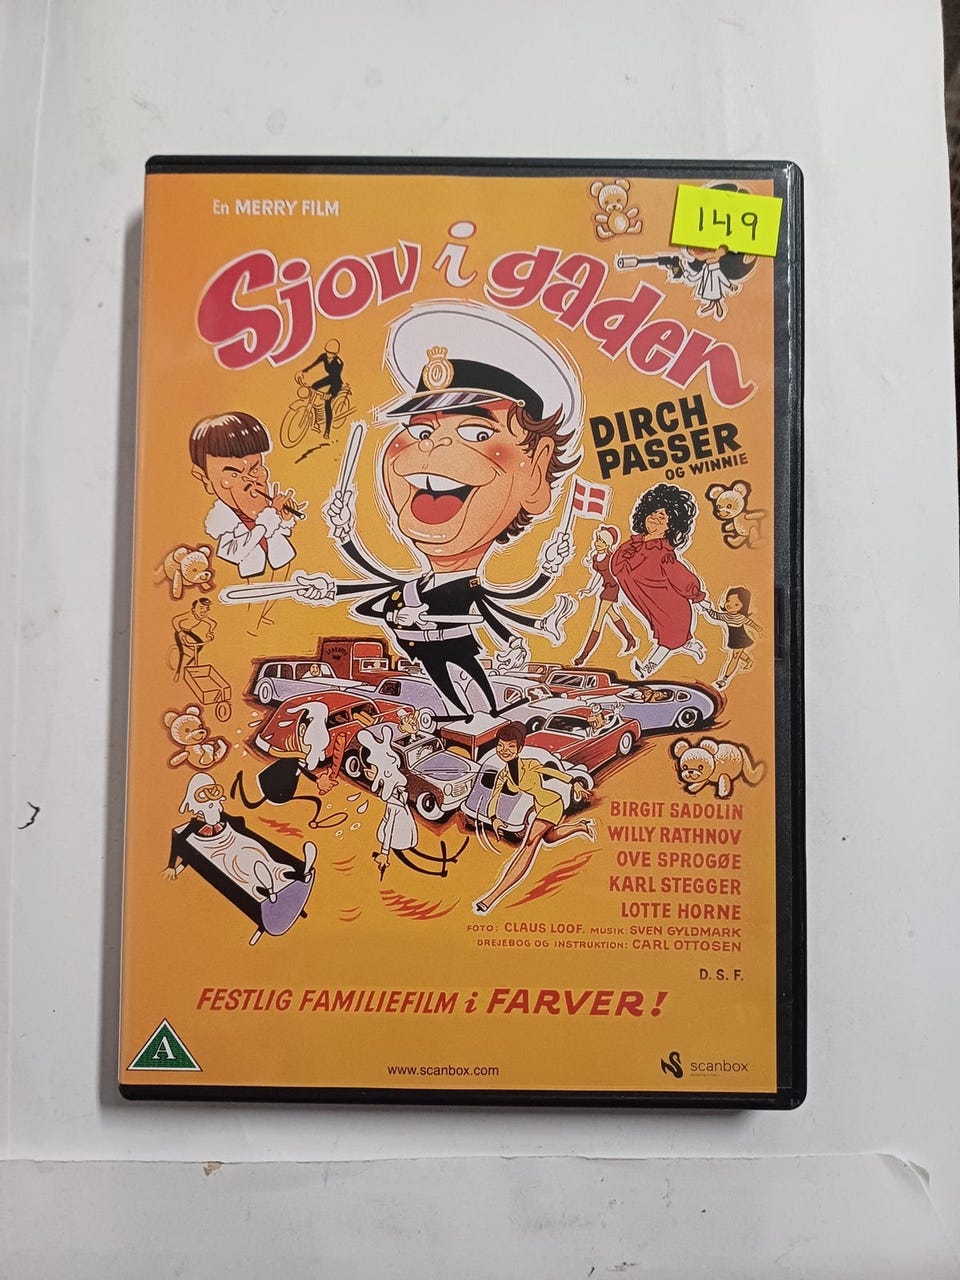 En MERRY FILM
149
Sjov i gaden
DIRCH
PASSER
OG WINNIE
BIRGIT SADOLIN
WILLY RATHNOV
OVE SPROGØE
KARL STEGGER
LOTTE HORNE
FOTO: CLAUS LOOF. MUSIK: SVEN GYLDMARK
DREJEBOG OG INSTRUKTION: CARL OTTOSEN
D. S. F.
FESTLIG FAMILIEFILM i FARVER!
A
www.scanbox.com
scanbox